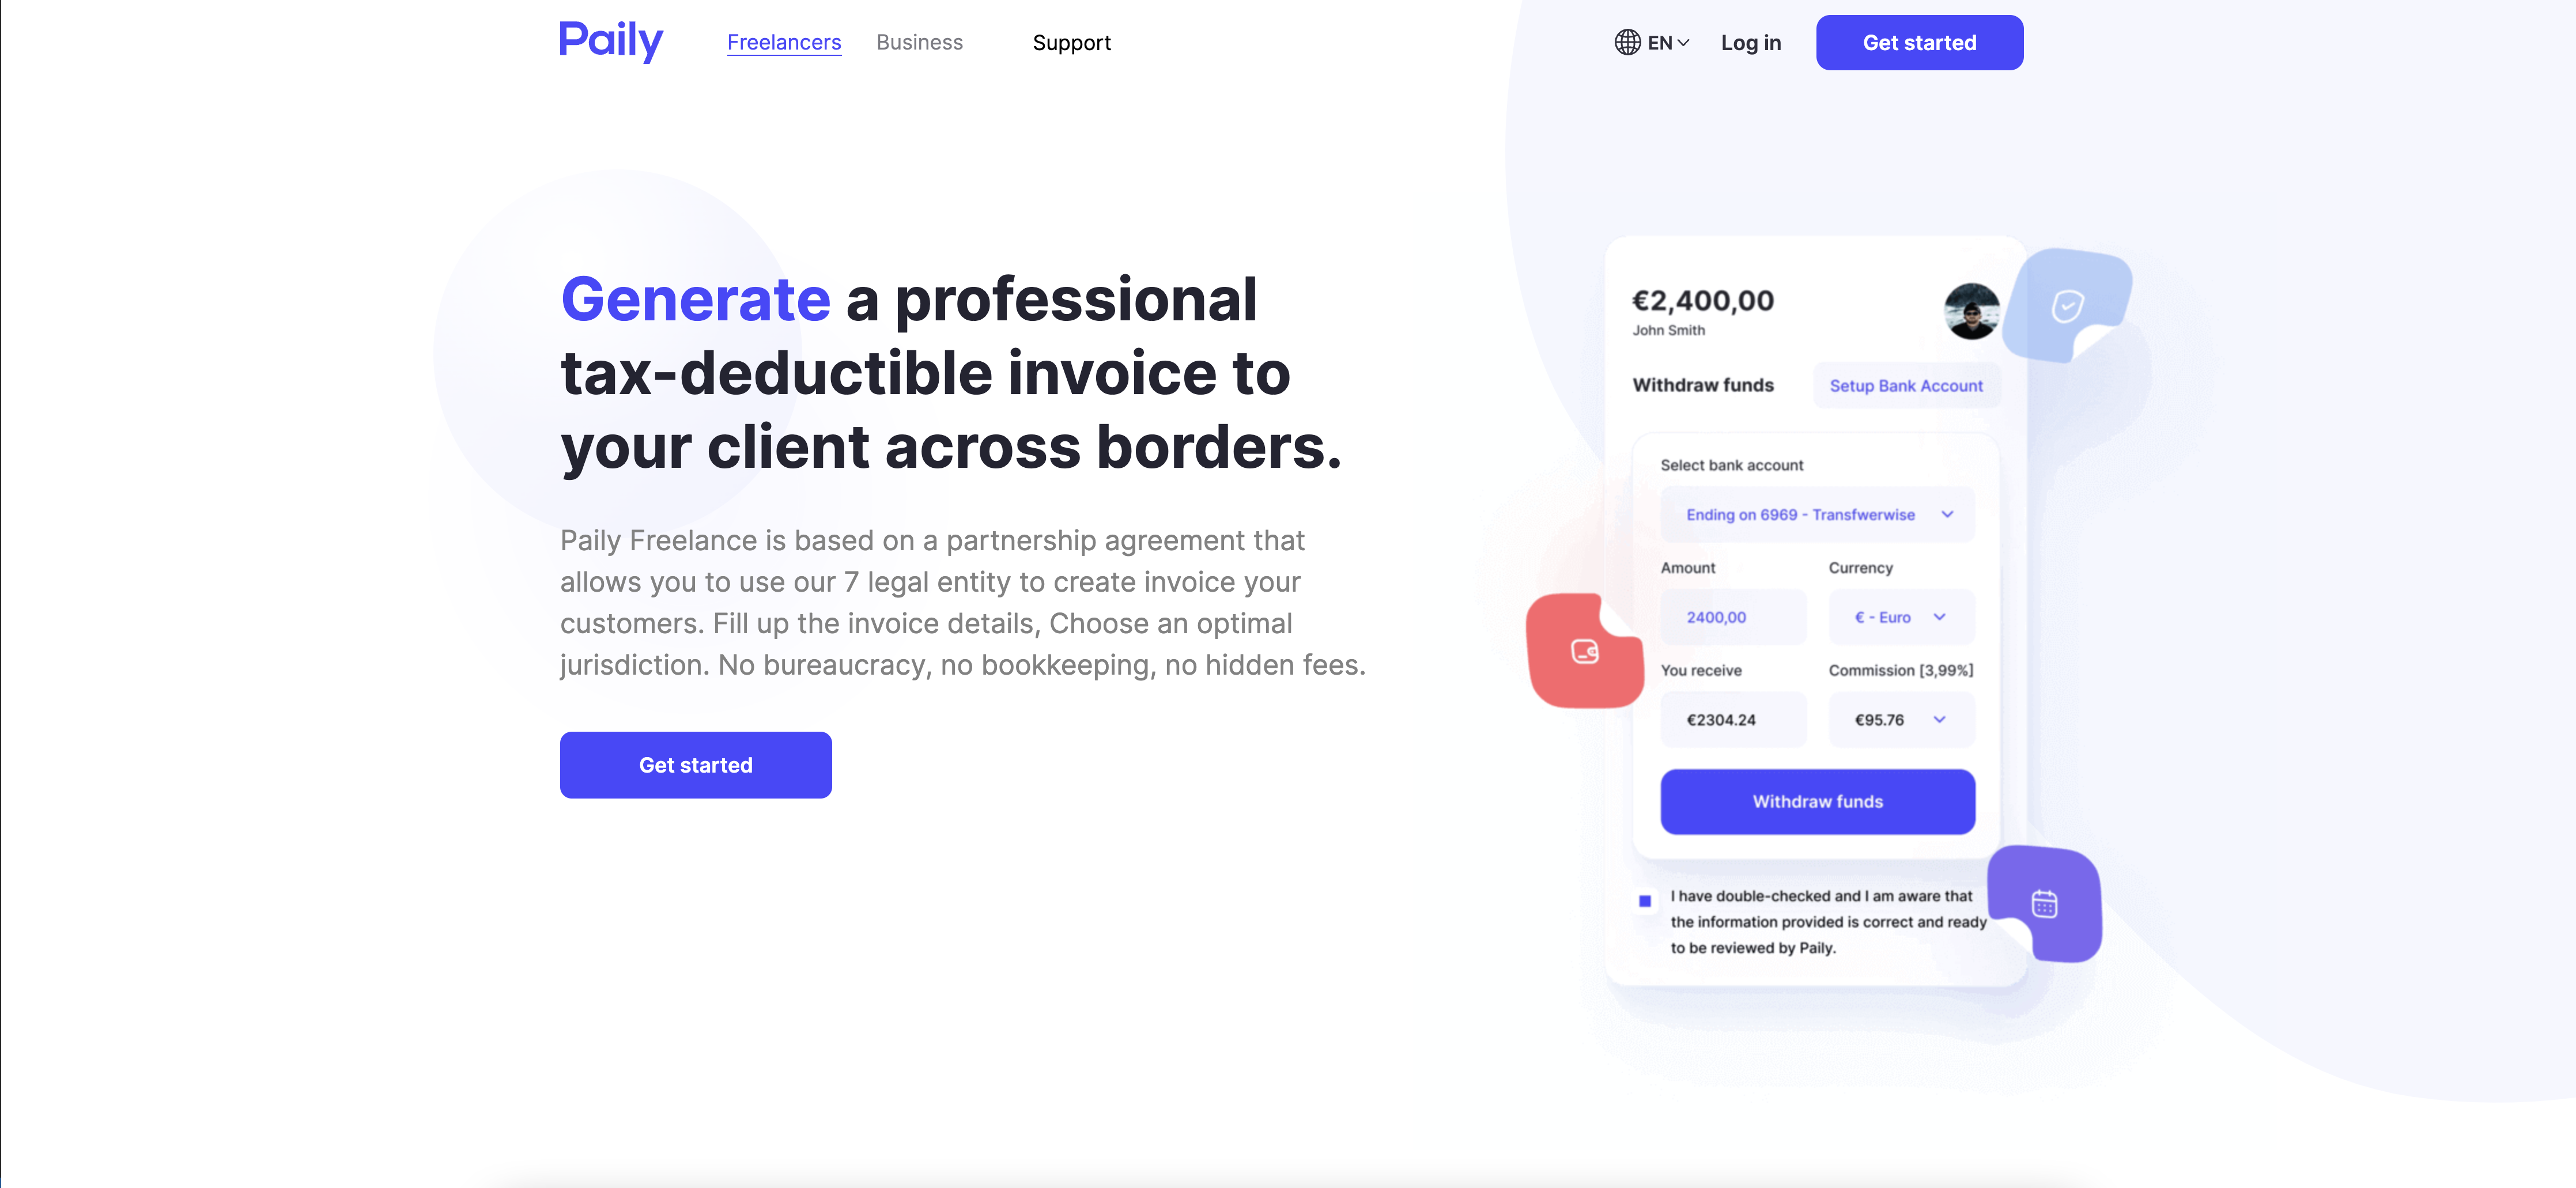 Paily
Freelancers
Business
Support
EN
Log in
Get started
Generate a professional
tax-deductible invoice to
your client across borders.
Paily Freelance is based on a partnership agreement that
allows you to use our 7 legal entity to create invoice your
customers. Fill up the invoice details, Choose an optimal
jurisdiction. No bureaucracy, no bookkeeping, no hidden fees.
Get started
€2,400,00
John Smith
Withdraw funds
Setup Bank Account
Select bank account
Ending on 6969 - Transfwerwise
Amount
Currency
2400,00
€ - Euro
You receive
Commission [3,99%]
€2304.24
€95.76
Withdraw funds
I have double-checked and I am aware that
the information provided is correct and ready
to be reviewed by Paily.